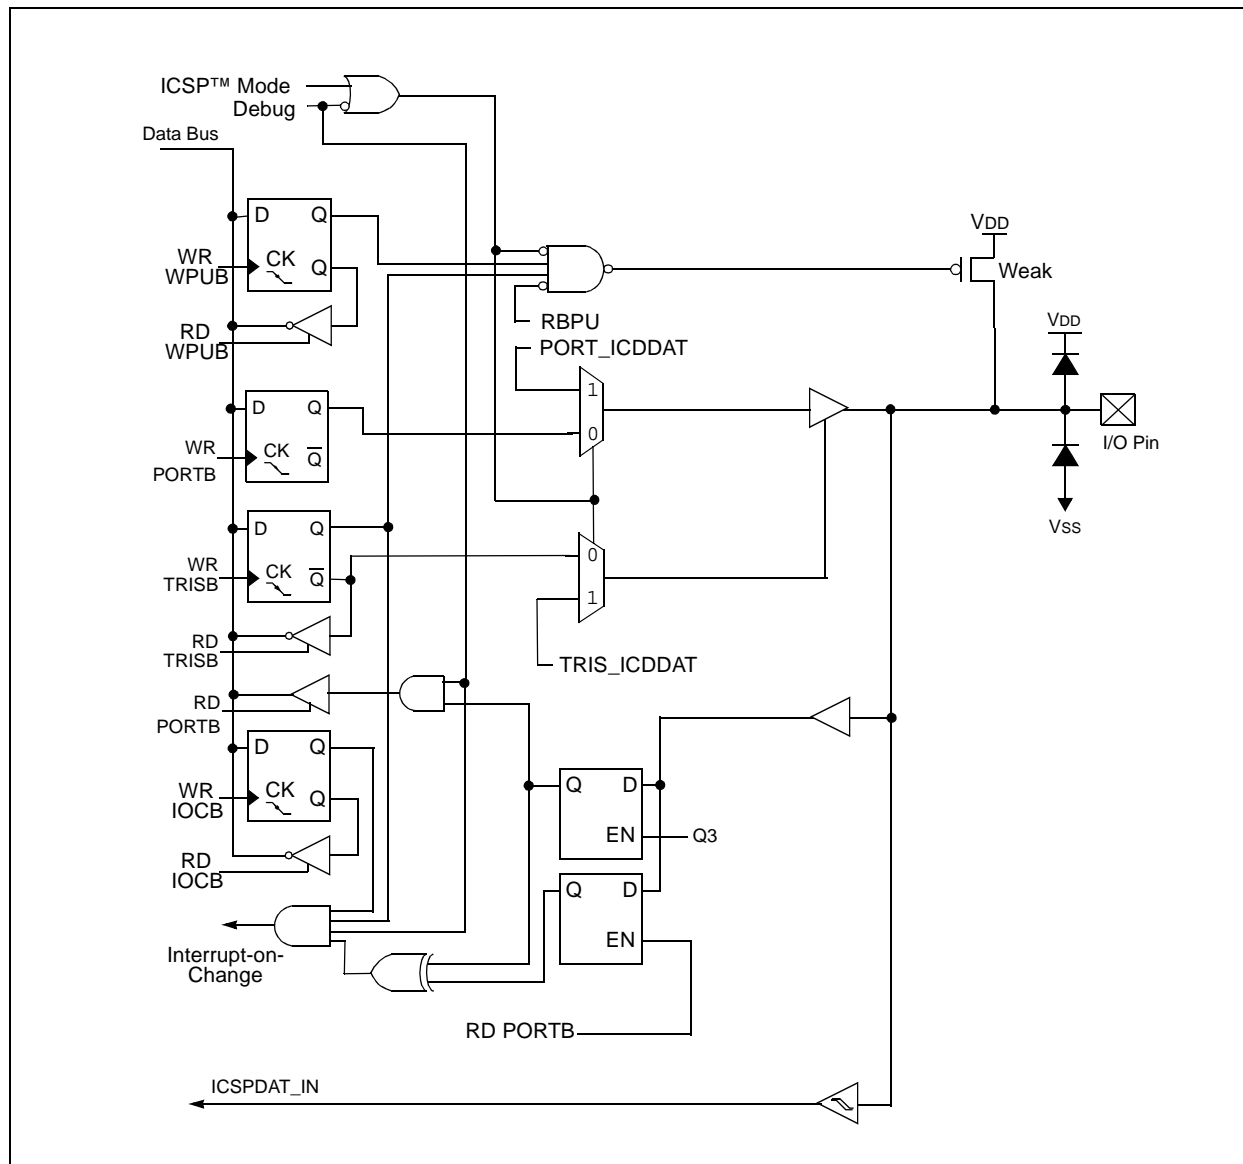 ICSP™ Mode
Debug
Data Bus
D Q
WR
WPUB
CK
Q
RD
WPUB
VDD
Weak
RBPU
PORT_ICDDAT
VDD
1
D Q
0
I/O Pin
WR
PORTB
CK Q
VSS
D Q
0
WR
TRISB
CK Q
1
RD
TRISB
TRIS_ICDDAT
RD
PORTB
D Q
WR
IOCB
CK
Q
Q D
EN
Q3
RD
IOCB
Q D
EN
Interrupt-on-
Change
RD PORTB
ICSPDAT_IN